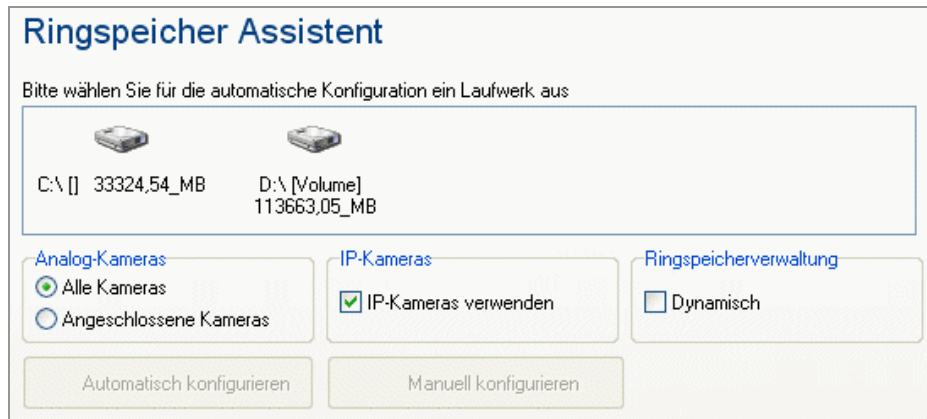 Ringspeicher Assistent
Bitte wählen Sie für die automatische Konfiguration ein Laufwerk aus
C:\ [] 33324,54_MB
D:\ [Volume]
113663,05_MB
Analog-Kameras
Alle Kameras
Angeschlossene Kameras
IP-Kameras
IP-Kameras verwenden
Ringspeicherverwaltung
Dynamisch
Automatisch konfigurieren
Manuell konfigurieren